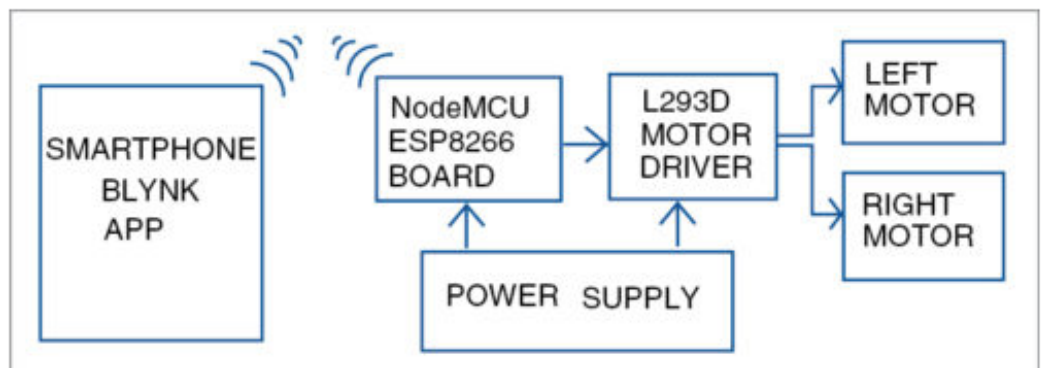 SMARTPHONE
BLYNK
APP
NodeMCU
ESP8266
BOARD
L293D
MOTOR
DRIVER
LEFT
MOTOR
RIGHT
MOTOR
POWER SUPPLY